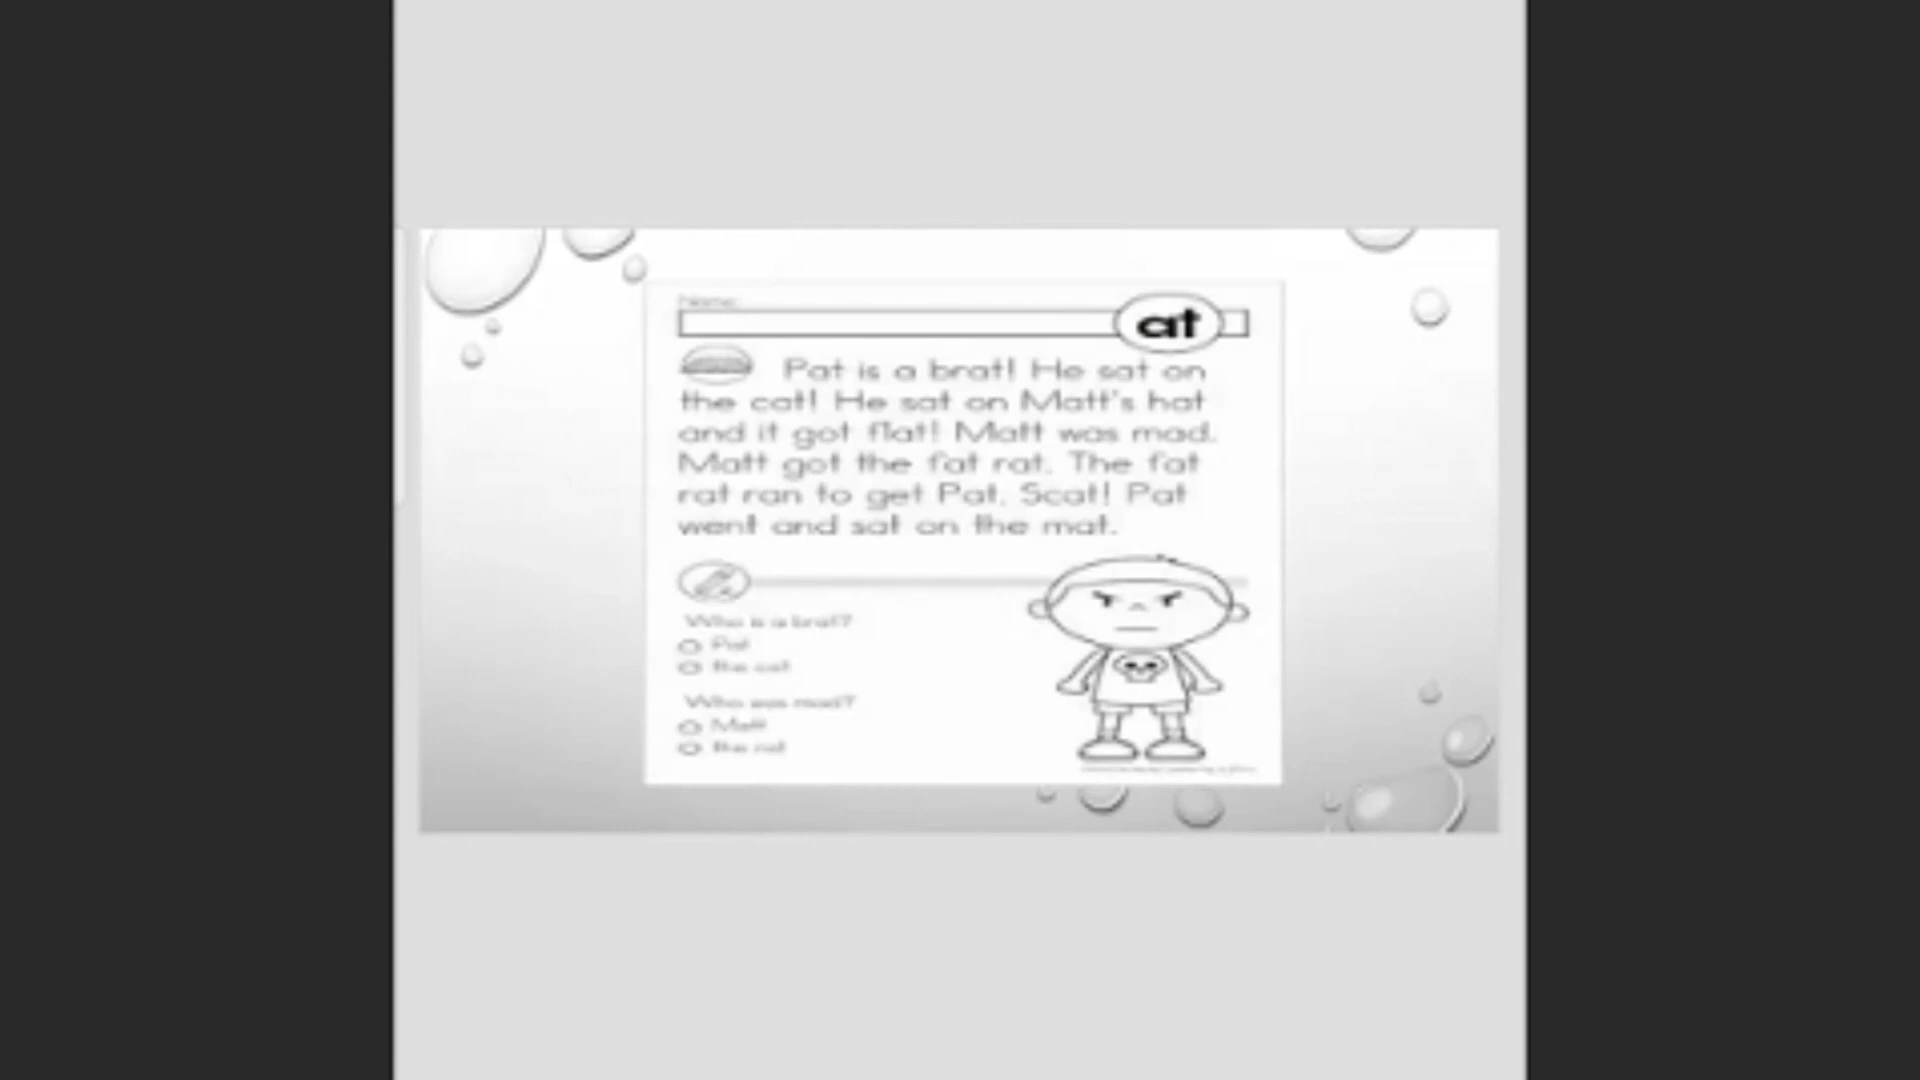 Name:
at
Pat is a brat! He sat on
the cat! He sat on Matt's hat
and it got flat! Matt was mad.
Matt got the fat rat. The fat
rat ran to get Pat. Scat! Pat
went and sat on the mat.
Who is a brat?
Pat
the cat
Who was mad?
Matt
the rat